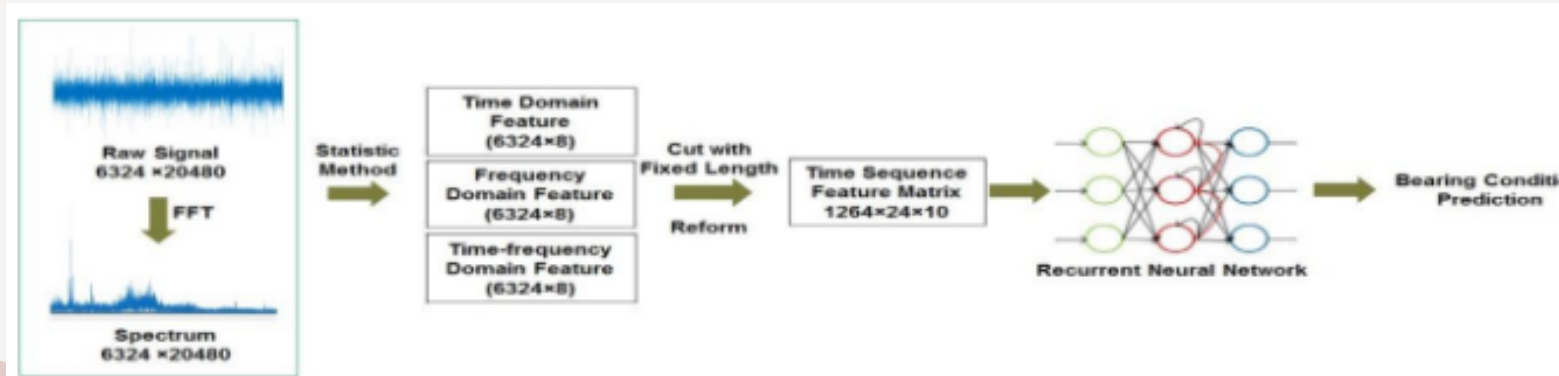 Raw Signal
6324 ×20480
FFT
Spectrum
6324 ×20480
Statistic
Method
Time Domain
Feature
(6324×8)
Frequency
Domain Feature
(6324×8)
Time-frequency
Domain Feature
(6324×8)
Cut with
Fixed Length
Reform
Time Sequence
Feature Matrix
1264×24×10
Recurrent Neural Network
Bearing Conditi
Prediction